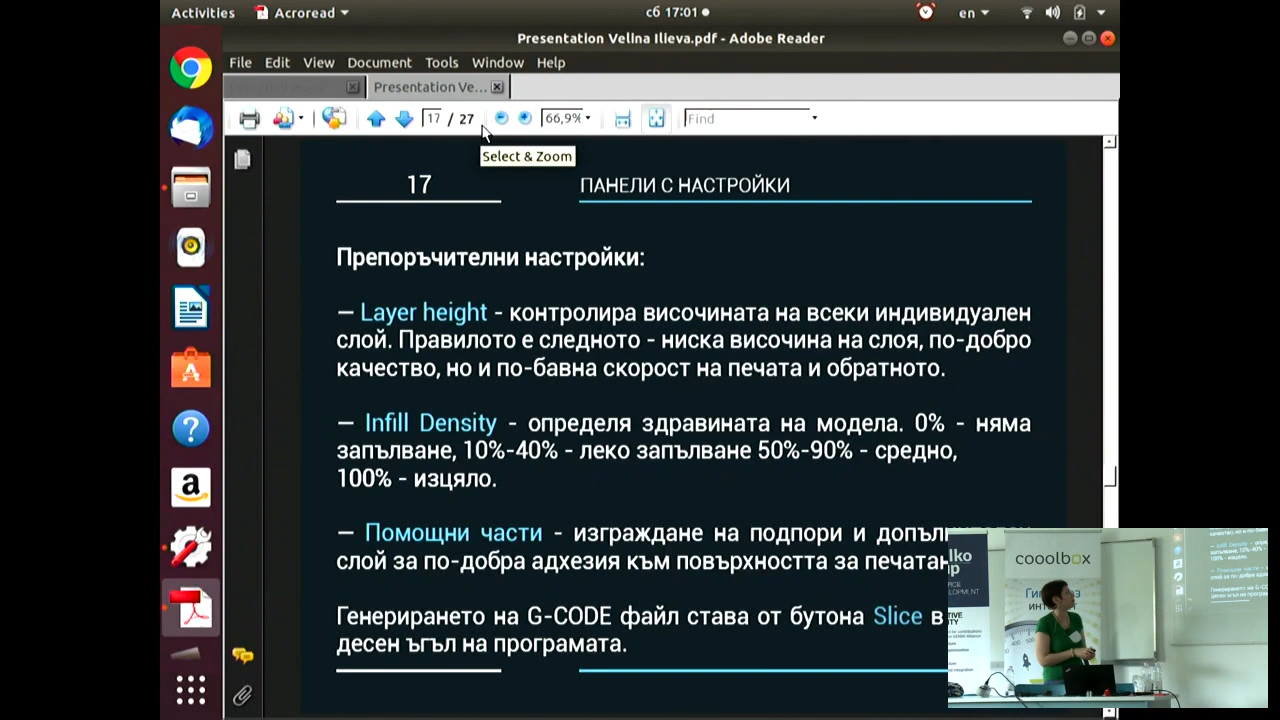 Activities Acroread сб 17:01 en
Presentation Velina Ilieva.pdf - Adobe Reader
File Edit View Document Tools Window Help
Presentation Ve...
17 / 27 66,9% Find
Select & Zoom
17 ПАНЕЛИ С НАСТРОЙКИ
Препоръчителни настройки:
— Layer height - контролира височината на всеки индивидуален
слой. Правилото е следното - ниска височина на слоя, по-добро
качество, но и по-бавна скорост на печата и обратното.
— Infill Density - определя здравината на модела. 0% - няма
запълване, 10%-40% - леко запълване 50%-90% - средно,
100% - изцяло.
— Помощни части - изграждане на подпори и
слой за по-добра адхезия към повърхността за
Генерирането на G-CODE файл става от бутона Slice в
десен ъгъл на програмата.
cooolbox